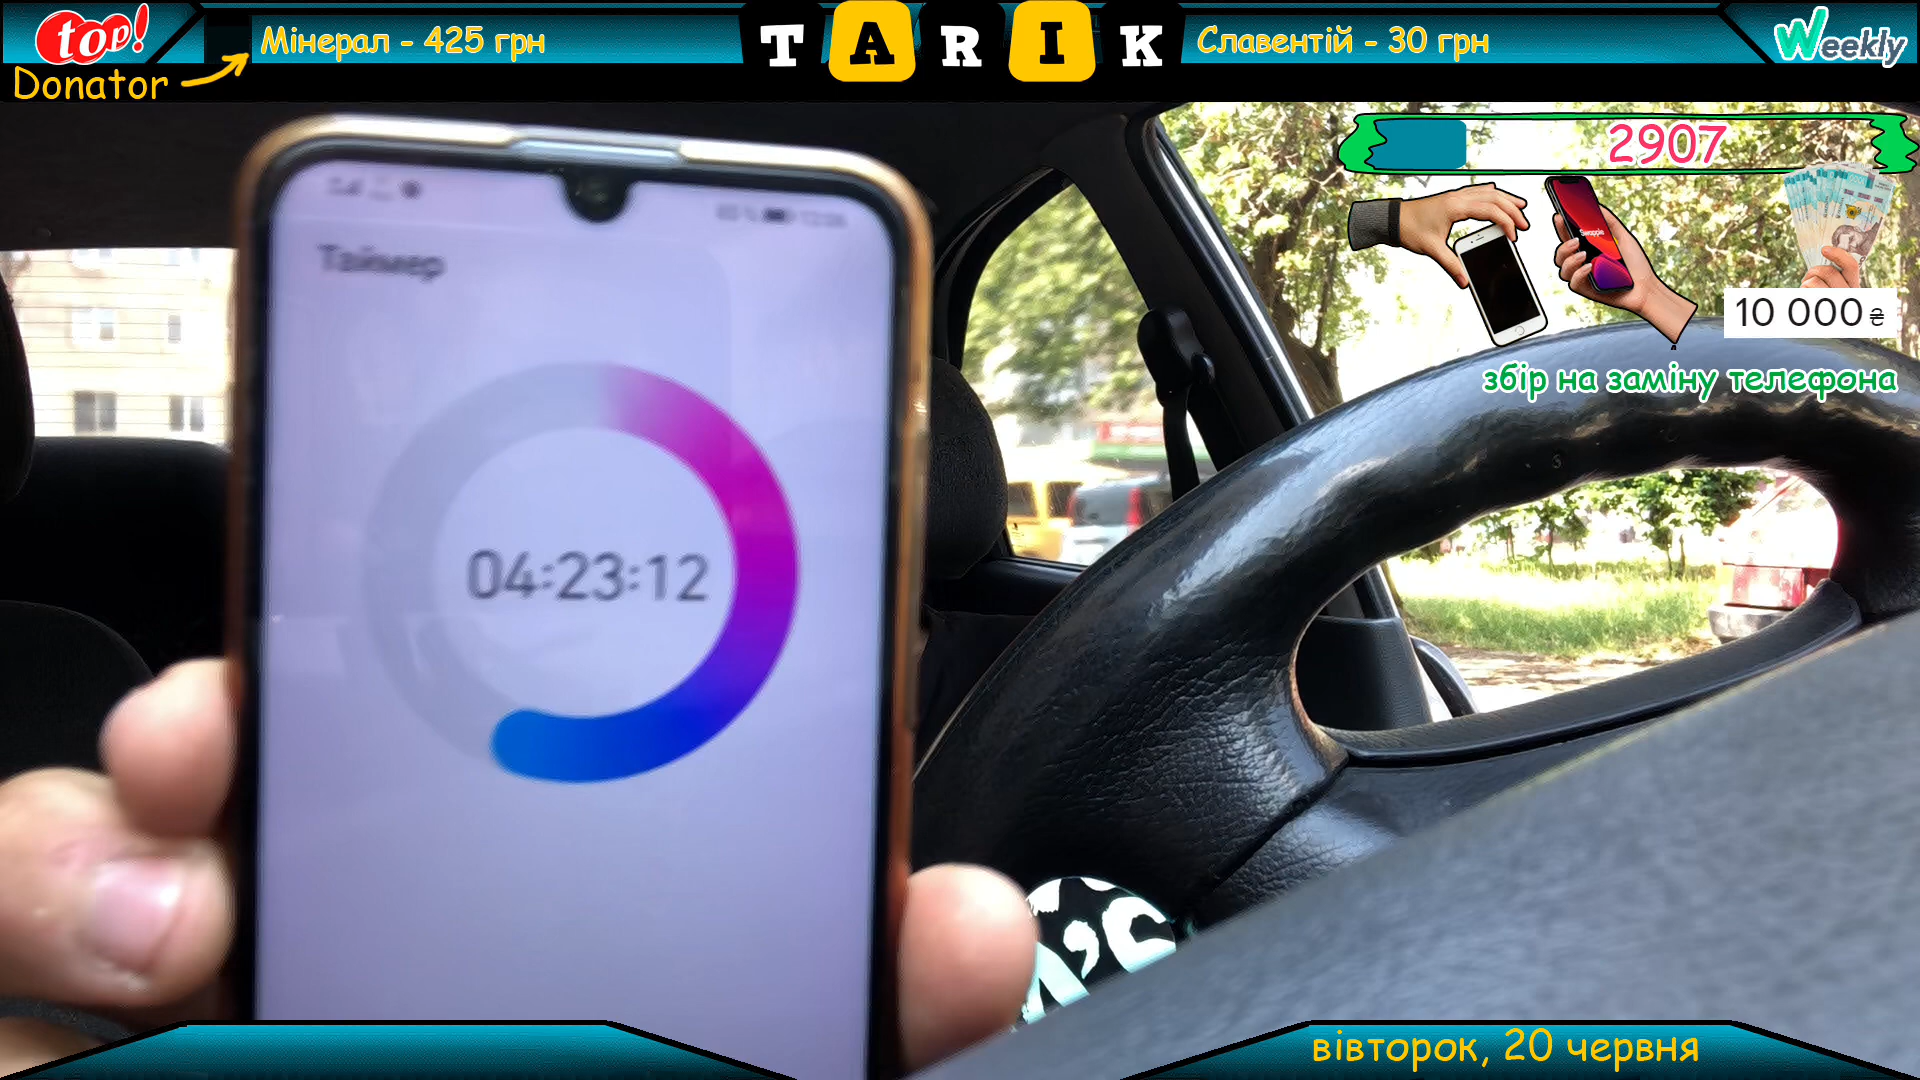 top!
Donator
Мінерал - 425 грн
TARIK
Славентій - 30 грн
Weekly
2907
Swappie
10 000 ₴
збір на заміну телефона
Таймер
04:23:12
'S
вівторок, 20 червня